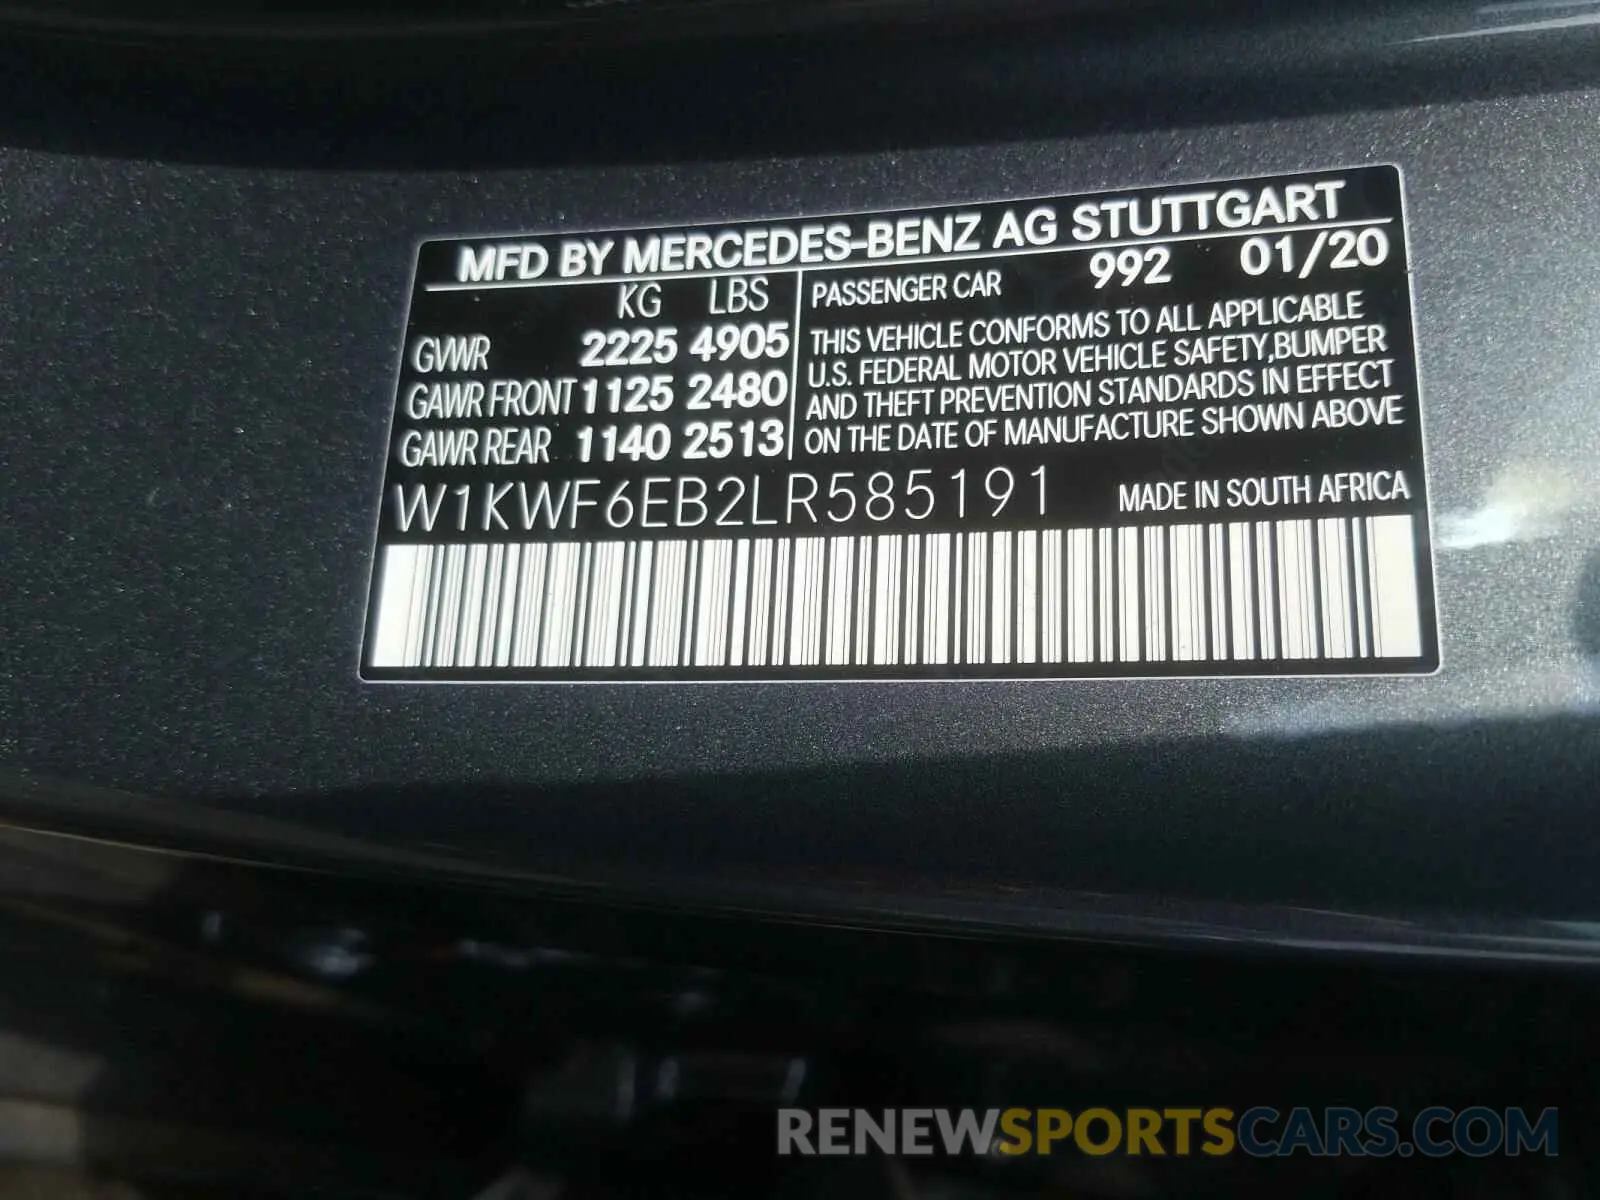 MFD BY MERCEDES-BENZ AG STUTTGART
KG LBS
GVWR 2225 4905
GAWR FRONT 1125 2480
GAWR REAR 1140 2513
PASSENGER CAR 992 01/20
THIS VEHICLE CONFORMS TO ALL APPLICABLE
U.S. FEDERAL MOTOR VEHICLE SAFETY,BUMPER
AND THEFT PREVENTION STANDARDS IN EFFECT
ON THE DATE OF MANUFACTURE SHOWN ABOVE
W1KWF6EB2LR585191 MADE IN SOUTH AFRICA
RENEWSPORTSCARS.COM